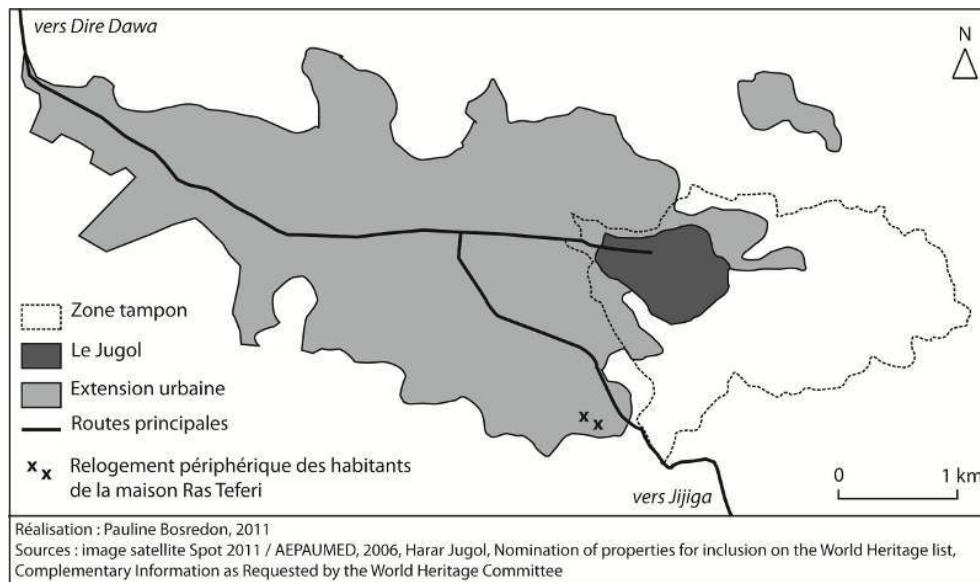 vers Dire Dawa
N
Zone tampon
Le Jugol
Extension urbaine
Routes principales
x x Relogement périphérique des habitants
de la maison Ras Teferi
x x
vers Jijiga
0 1 km
Réalisation : Pauline Bosredon, 2011
Sources : image satellite Spot 2011 / AEPAUMED, 2006, Harar Jugol, Nomination of properties for inclusion on the World Heritage list,
Complementary Information as Requested by the World Heritage Committee